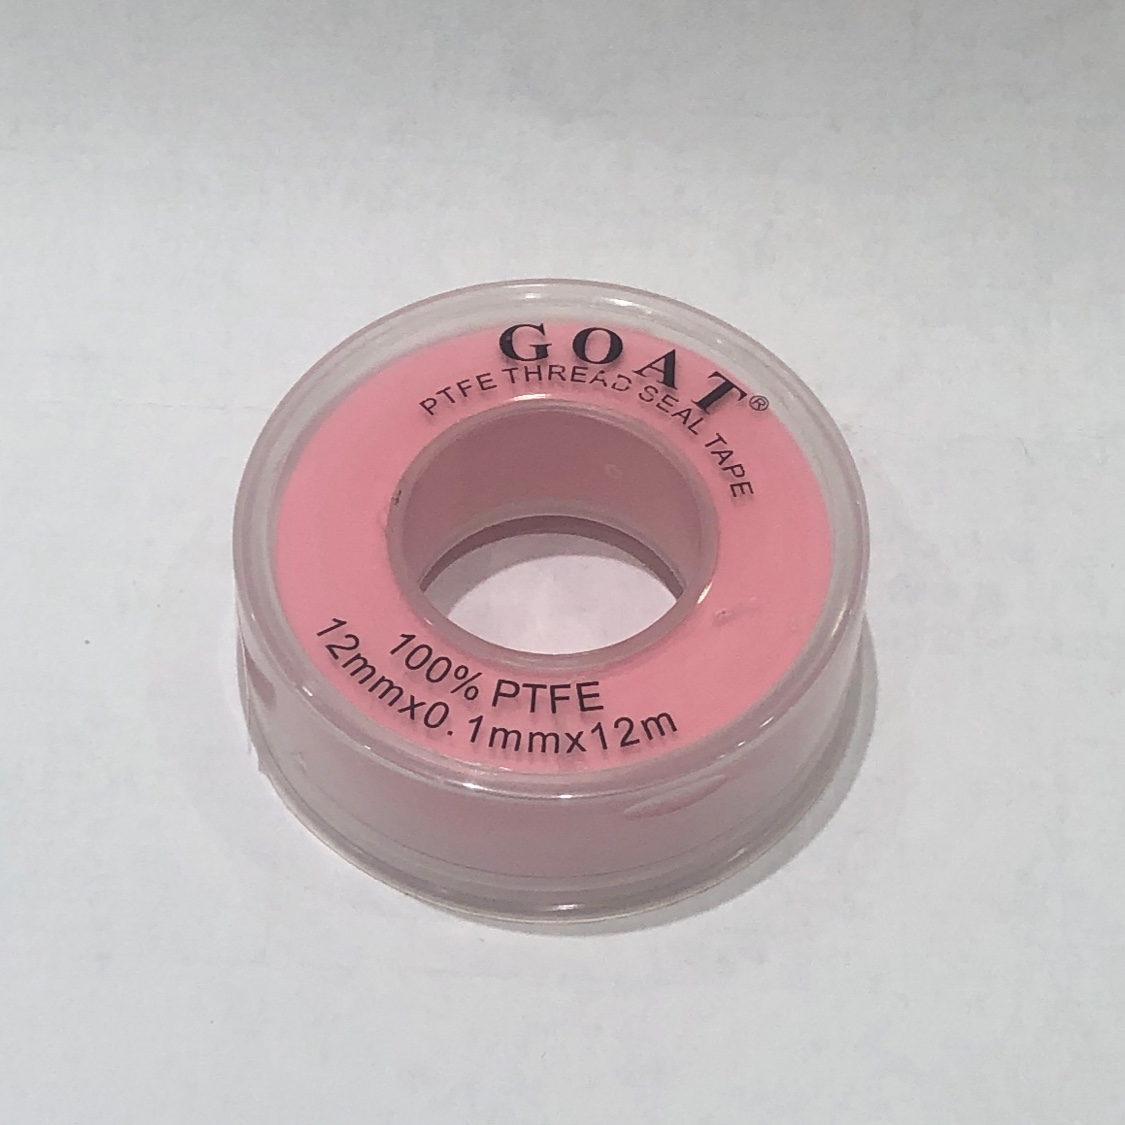 GOAT®
PTFE THREAD SEAL TAPE
100% PTFE
12mmx0.1mmx12m